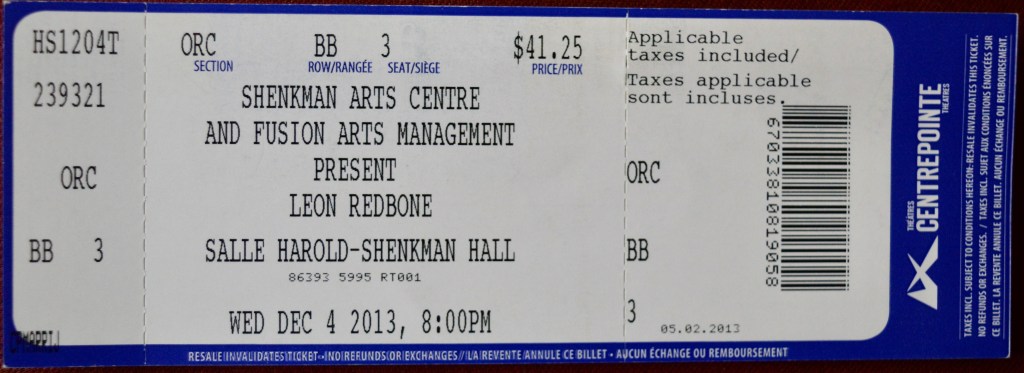 HS1204T
239321
ORC
BB 3
ORC BB 3 $41.25
SECTION ROW/RANGÉE SEAT/SIÈGE PRICE/PRIX
SHENKMAN ARTS CENTRE
AND FUSION ARTS MANAGEMENT
PRESENT
LEON REDBONE
SALLE HAROLD-SHENKMAN HALL
86393 5995 RT001
WED DEC 4 2013, 8:00PM
RESALE INVALIDATES TICKET · NO REFUNDS OR EXCHANGES / LA REVENTE ANNULE CE BILLET · AUCUN ÉCHANGE OU REMBOURSEMENT
Applicable
taxes included/
Taxes applicable
sont incluses.
ORC
BB
3
6703381081 9058
05.02.2013
THÉÂTRES
CENTREPOINTE
THEATRES
TAXES INCL. SUBJECT TO CONDITIONS HEREON-RESALE INVALIDATES THIS TICKET.
NO REFUNDS OR EXCHANGES. / TAXES INCL. SUJET AUX CONDITIONS ÉNONCÉES SUR
CE BILLET. LA REVENTE ANNULE CE BILLET. AUCUN ÉCHANGE OU REMBOURSEMENT.